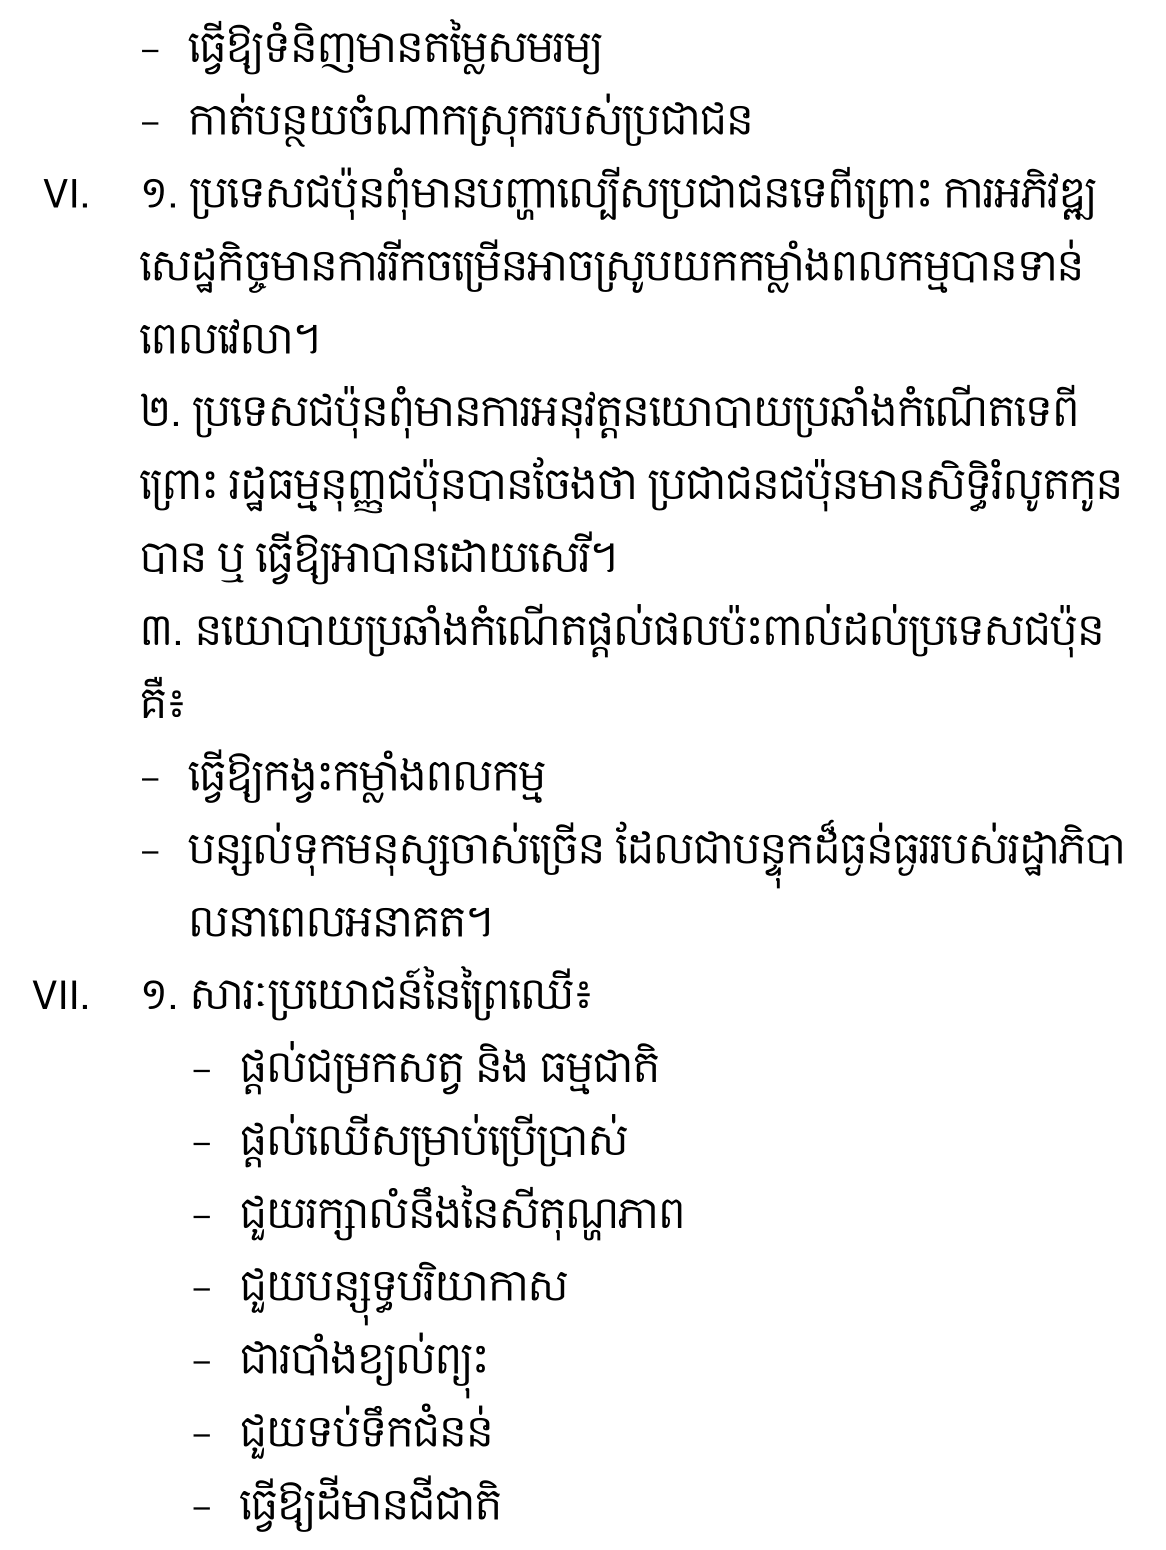 – ធ្វើឱ្យទំនិញមានតម្លៃសមរម្យ
– កាត់បន្ថយចំណាកស្រុករបស់ប្រជាជន
VI. ១. ប្រទេសជប៉ុនពុំមានបញ្ហាល្បើសប្រជាជនទេពីព្រោះ ការអភិវឌ្ឍ
សេដ្ឋកិច្ចមានការរីកចម្រើនអាចស្រូបយកកម្លាំងពលកម្មបានទាន់
ពេលវេលា។
២. ប្រទេសជប៉ុនពុំមានការអនុវត្តនយោបាយប្រឆាំងកំណើតទេពី
ព្រោះ រដ្ឋធម្មនុញ្ញជប៉ុនបានចែងថា ប្រជាជនជប៉ុនមានសិទ្ធិរំលូតកូន
បាន ឬ ធ្វើឱ្យអាបានដោយសេរី។
៣. នយោបាយប្រឆាំងកំណើតផ្តល់ផលប៉ះពាល់ដល់ប្រទេសជប៉ុន
គឺ៖
– ធ្វើឱ្យកង្វះកម្លាំងពលកម្ម
– បន្សល់ទុកមនុស្សចាស់ច្រើន ដែលជាបន្ទុកដ៏ធ្ងន់ធ្ងររបស់រដ្ឋាភិបា
លនាពេលអនាគត។
VII. ១. សារៈប្រយោជន៍នៃព្រៃឈើ៖
– ផ្តល់ជម្រកសត្វ និង ធម្មជាតិ
– ផ្តល់ឈើសម្រាប់ប្រើប្រាស់
– ជួយរក្សាលំនឹងនៃសីតុណ្ហភាព
– ជួយបន្សុទ្ធបរិយាកាស
– ជារបាំងខ្យល់ព្យុះ
– ជួយទប់ទឹកជំនន់
– ធ្វើឱ្យដីមានជីជាតិ